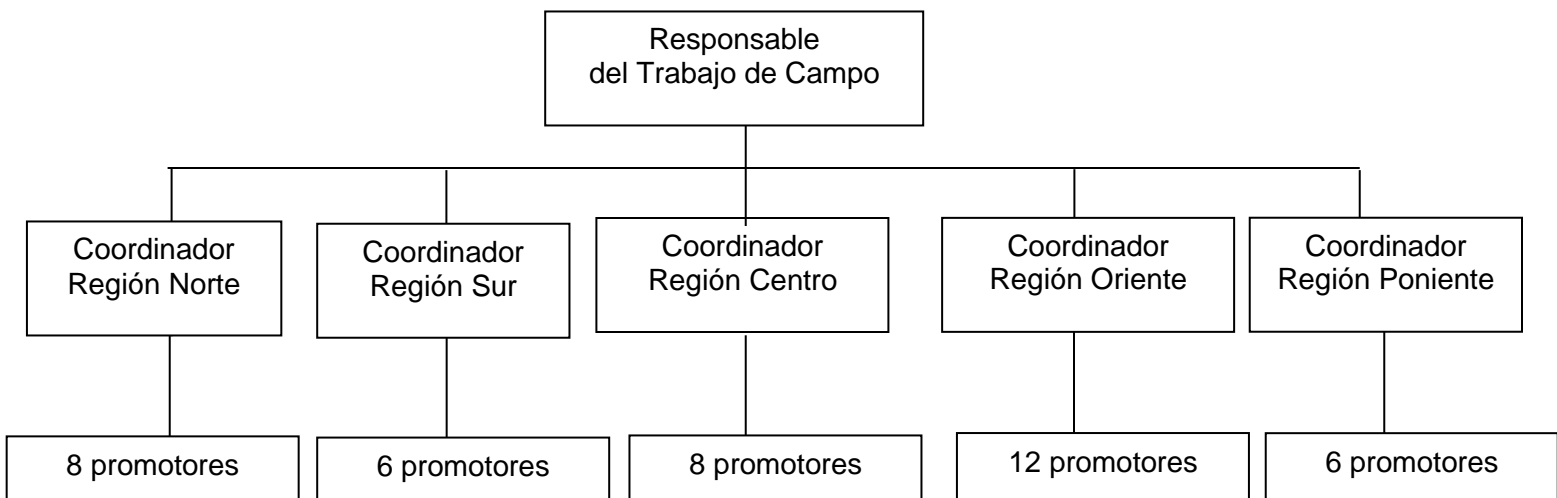 Responsable
del Trabajo de Campo
Coordinador
Región Norte
Coordinador
Región Sur
Coordinador
Región Centro
Coordinador
Región Oriente
Coordinador
Región Poniente
8 promotores
6 promotores
8 promotores
12 promotores
6 promotores